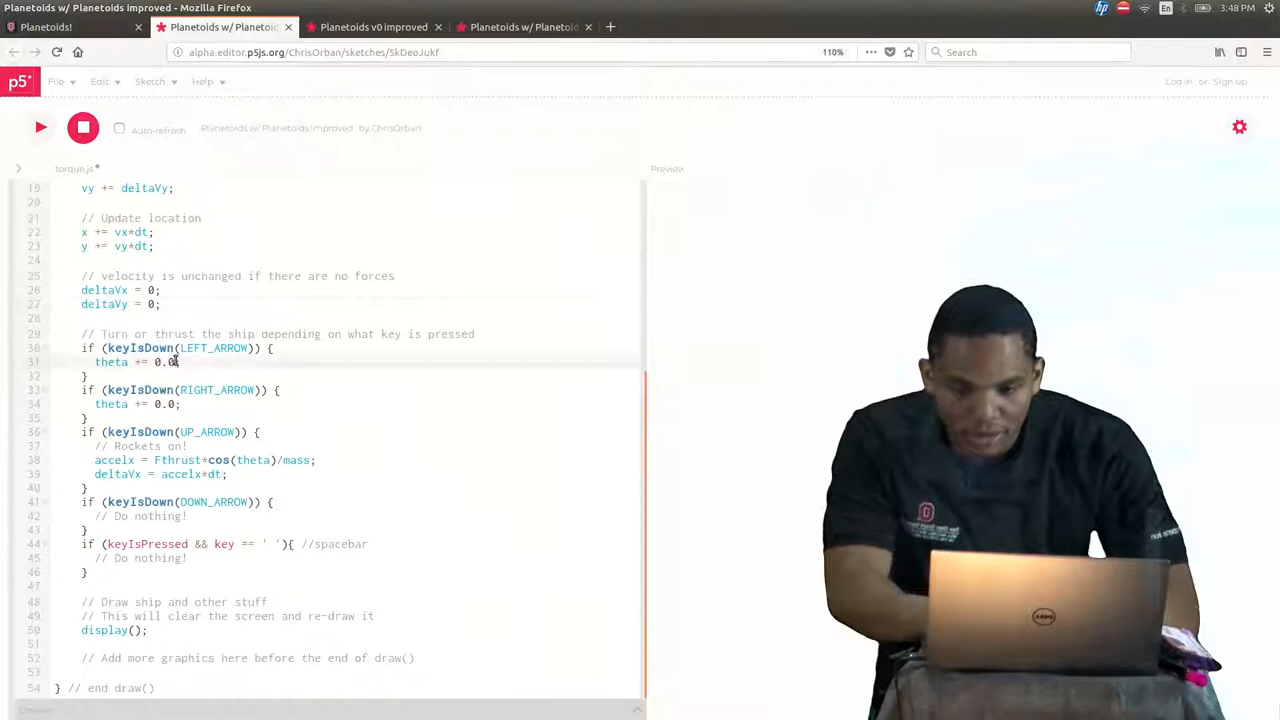 Planetoids w/ Planetoids Improved - Mozilla Firefox
En
3:48 PM
Planetoids!
Planetoids w/ Planetoid
Planetoids v0 improved
Planetoids w/ Planetoid
alpha.editor.p5js.org/ChrisOrban/sketches/SkDeoJukf
110%
Search
p5*
File
Edit
Sketch
Help
Log in or Sign up
Auto-refresh
Planetoids w/ Planetoids Improved by ChrisOrban
torque.js
Preview
19 vy += deltaVy;
20
21 // Update location
22 x += vx*dt;
23 y += vy*dt;
24
25 // velocity is unchanged if there are no forces
26 deltaVx = 0;
27 deltaVy = 0;
28
29 // Turn or thrust the ship depending on what key is pressed
30 if (keyIsDown(LEFT_ARROW)) {
31 theta += 0.0;
32 }
33 if (keyIsDown(RIGHT_ARROW)) {
34 theta += 0.0;
35 }
36 if (keyIsDown(UP_ARROW)) {
37 // Rockets on!
38 accelx = Fthrust*cos(theta)/mass;
39 deltaVx = accelx*dt;
40 }
41 if (keyIsDown(DOWN_ARROW)) {
42 // Do nothing!
43 }
44 if (keyIsPressed && key == ' '){ //spacebar
45 // Do nothing!
46 }
47
48 // Draw ship and other stuff
49 // This will clear the screen and re-draw it
50 display();
51
52 // Add more graphics here before the end of draw()
53
54 } // end draw()
Console
DELL